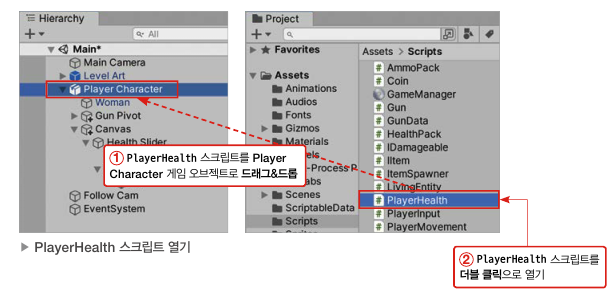 Hierarchy
All
Main*
Main Camera
Level Art
Player Character
Woman
Gun Pivot
Canvas
Health Slider
Follow Cam
EventSystem
Project
Favorites
Assets
Animations
Audios
Fonts
Gizmos
Materials
-Process P
Scenes
ScriptableData
Scripts
Assets > Scripts
AmmoPack
Coin
GameManager
Gun
GunData
HealthPack
IDamageable
IItem
ItemSpawner
LivingEntity
PlayerHealth
PlayerInput
PlayerMovement
① PlayerHealth 스크립트를 Player
Character 게임 오브젝트로 드래그&드롭
② PlayerHealth 스크립트를
더블 클릭으로 열기
▶ PlayerHealth 스크립트 열기